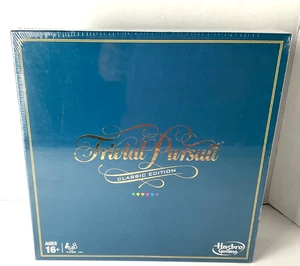 Trivial Pursuit
CLASSIC EDITION
AGES
16+
Hasbro
Gaming